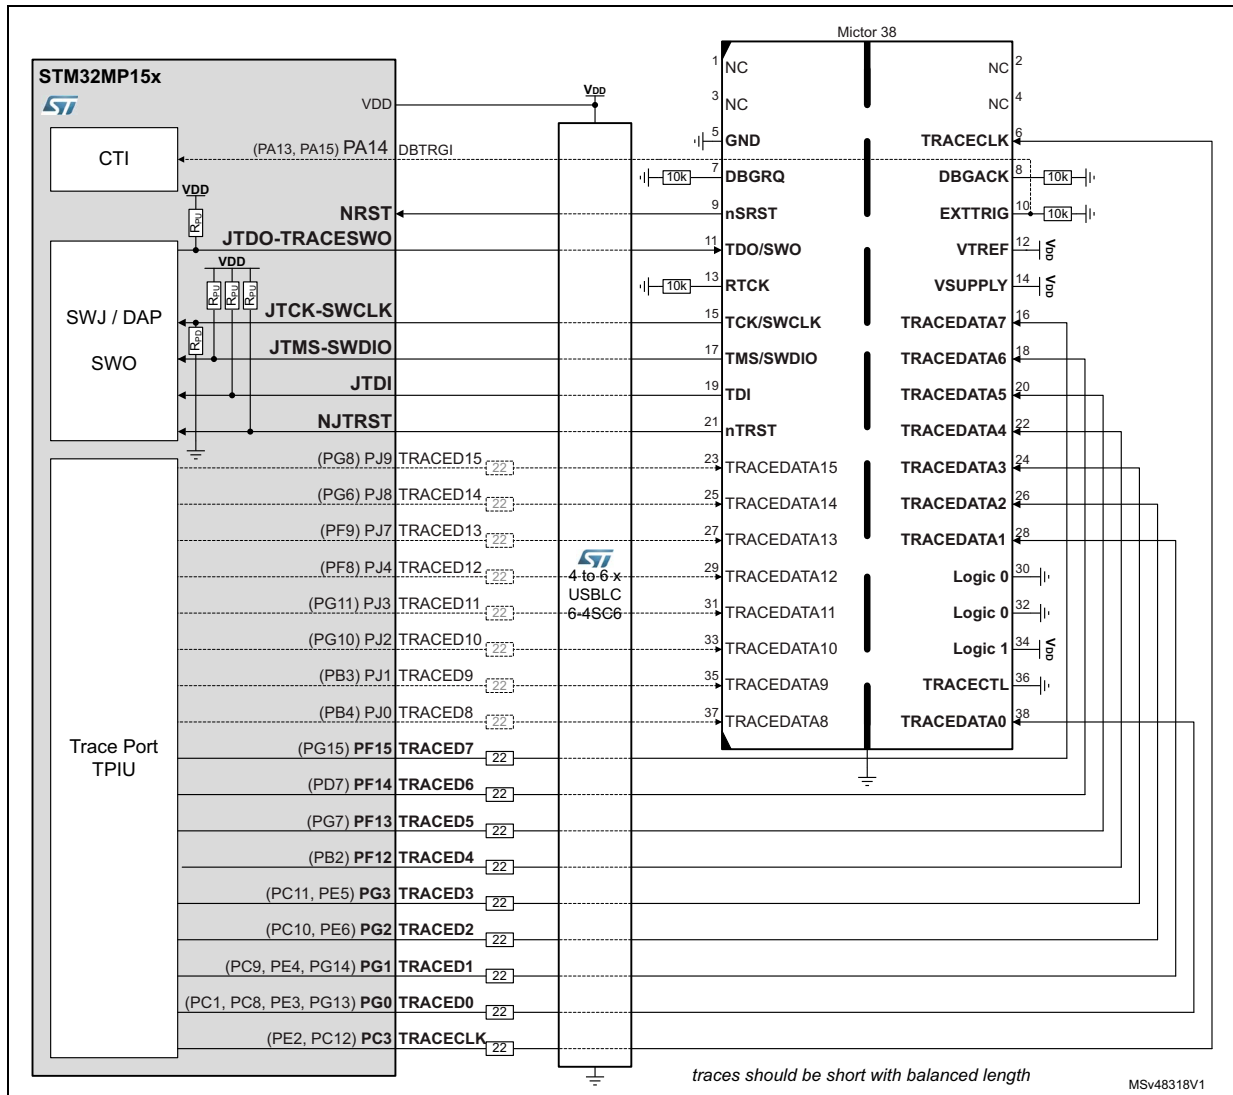 Mictor 38
STM32MP15x
ST
VDD
VDD
CTI
(PA13, PA15) PA14 DBTRGI
VDD
RPU
NRST
JTDO-TRACESWO
VDD
RPU
RPU
RPU
SWJ / DAP
SWO
JTCK-SWCLK
RPD
JTMS-SWDIO
JTDI
NJTRST
(PG8) PJ9 TRACED15 22
(PG6) PJ8 TRACED14 22
(PF9) PJ7 TRACED13 22
(PF8) PJ4 TRACED12 22
(PG11) PJ3 TRACED11 22
(PG10) PJ2 TRACED10 22
(PB3) PJ1 TRACED9 22
(PB4) PJ0 TRACED8 22
Trace Port
TPIU
(PG15) PF15 TRACED7 22
(PD7) PF14 TRACED6 22
(PG7) PF13 TRACED5 22
(PB2) PF12 TRACED4 22
(PC11, PE5) PG3 TRACED3 22
(PC10, PE6) PG2 TRACED2 22
(PC9, PE4, PG14) PG1 TRACED1 22
(PC1, PC8, PE3, PG13) PG0 TRACED0 22
(PE2, PC12) PC3 TRACECLK 22
ST
4 to 6 x
USBLC
6-4SC6
1 NC
3 NC
5 GND
10k 7 DBGRQ
9 nSRST
11 TDO/SWO
10k 13 RTCK
15 TCK/SWCLK
17 TMS/SWDIO
19 TDI
21 nTRST
23 TRACEDATA15
25 TRACEDATA14
27 TRACEDATA13
29 TRACEDATA12
31 TRACEDATA11
33 TRACEDATA10
35 TRACEDATA9
37 TRACEDATA8
NC 2
NC 4
TRACECLK 6
DBGACK 8 10k
EXTTRIG 10 10k
VTREF 12 VDD
VSUPPLY 14 VDD
TRACEDATA7 16
TRACEDATA6 18
TRACEDATA5 20
TRACEDATA4 22
TRACEDATA3 24
TRACEDATA2 26
TRACEDATA1 28
Logic 0 30
Logic 0 32
Logic 1 34 VDD
TRACECTL 36
TRACEDATA0 38
traces should be short with balanced length
MSv48318V1